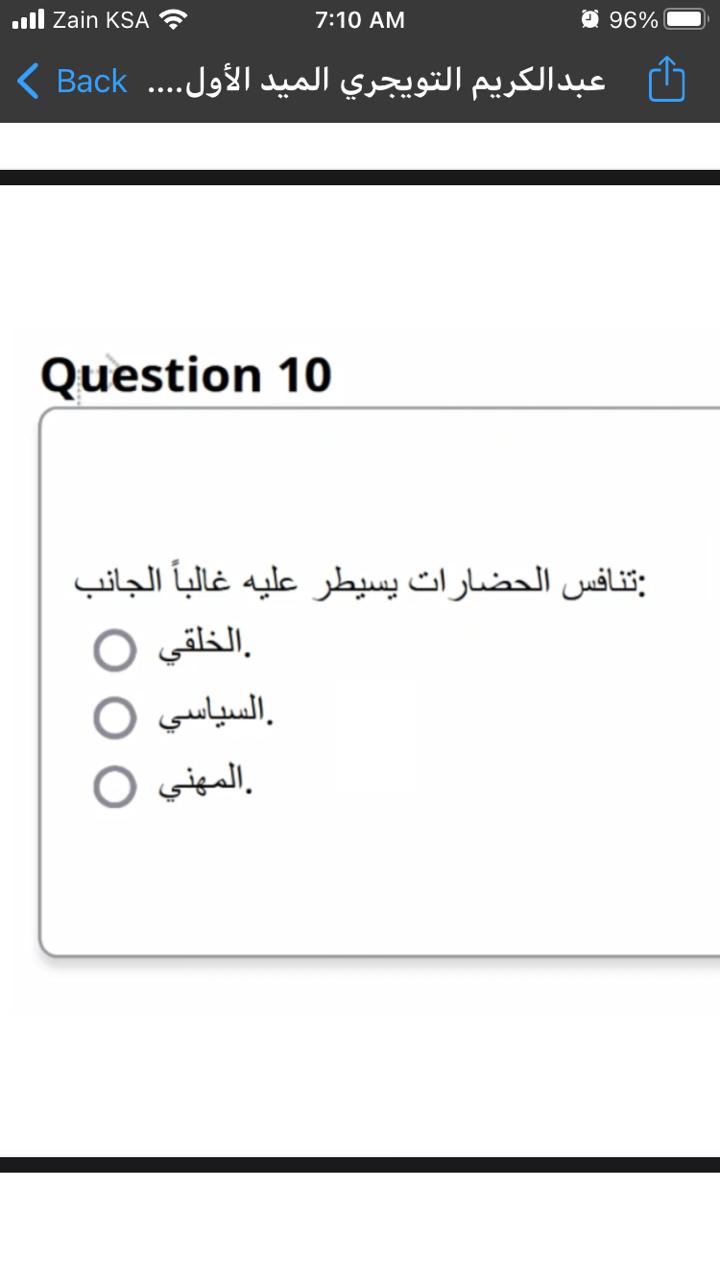 Zain KSA 7:10 AM 96%
Back عبدالكريم التويجري الميد الأول....
Question 10
تنافس الحضارات يسيطر عليه غالباً الجانب:
الخلقي.
السياسي.
المهني.